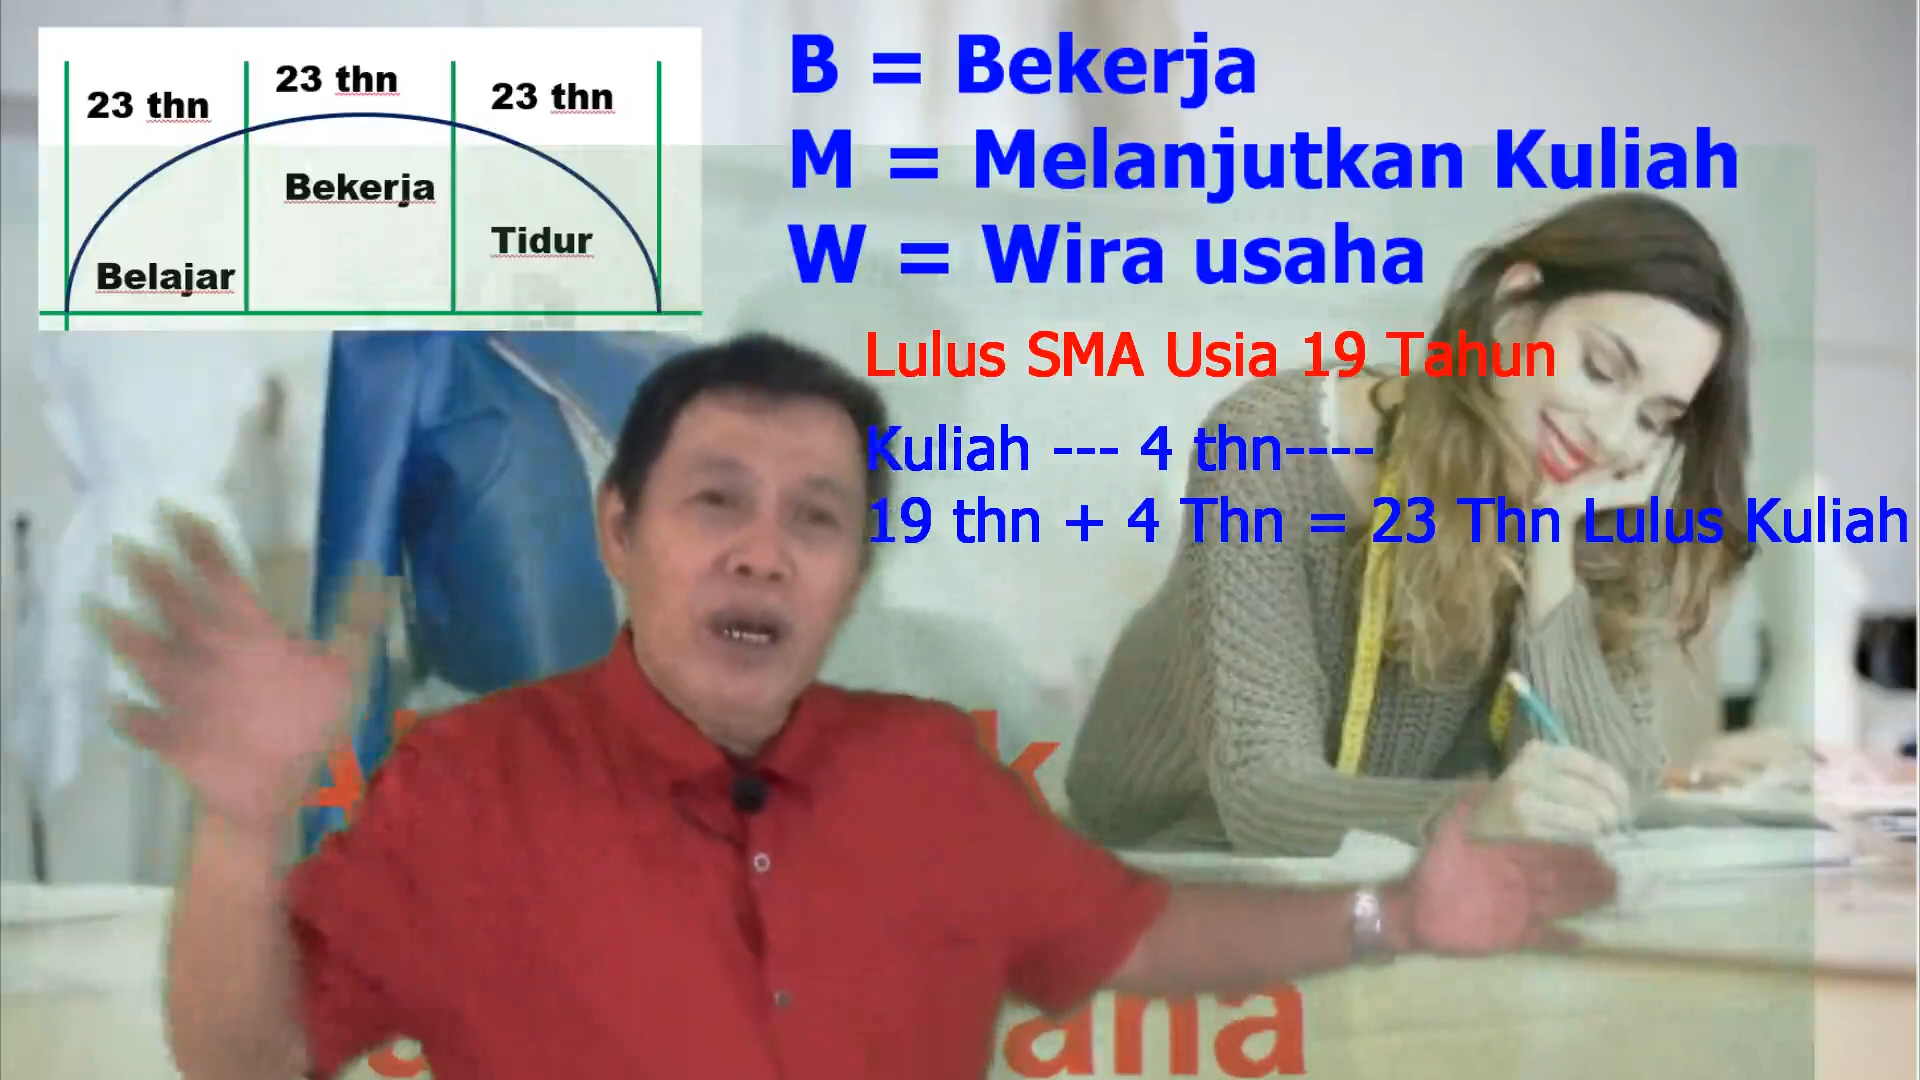 23 thn
23 thn
23 thn
Bekerja
Tidur
Belajar
B = Bekerja
M = Melanjutkan Kuliah
W = Wira usaha
Lulus SMA Usia 19 Tahun
Kuliah --- 4 thn----
19 thn + 4 Thn = 23 Thn Lulus Kuliah